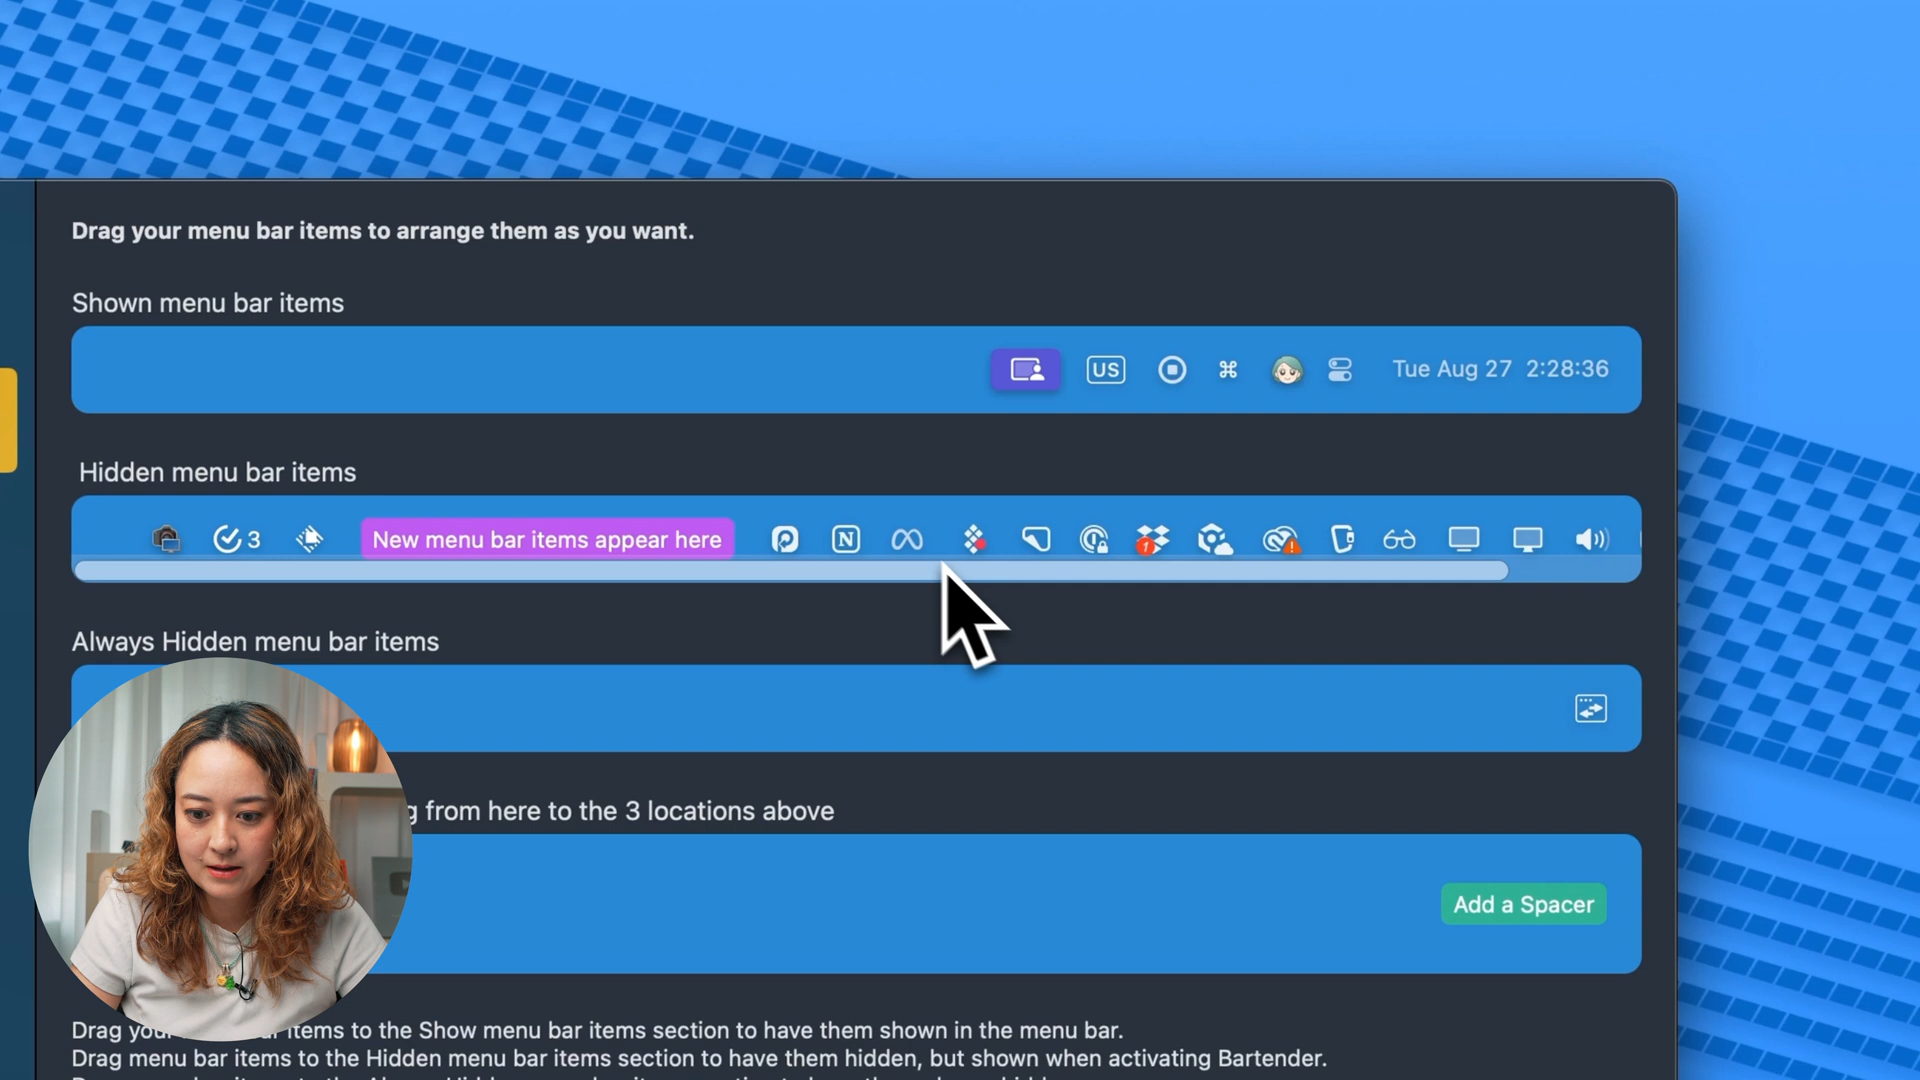 Drag your menu bar items to arrange them as you want.
Shown menu bar items
US
Tue Aug 27 2:28:36
Hidden menu bar items
3
New menu bar items appear here
N
1
Always Hidden menu bar items
from here to the 3 locations above
Add a Spacer
Drag items to the Show menu bar items section to have them shown in the menu bar.
Drag menu bar items to the Hidden menu bar items section to have them hidden, but shown when activating Bartender.